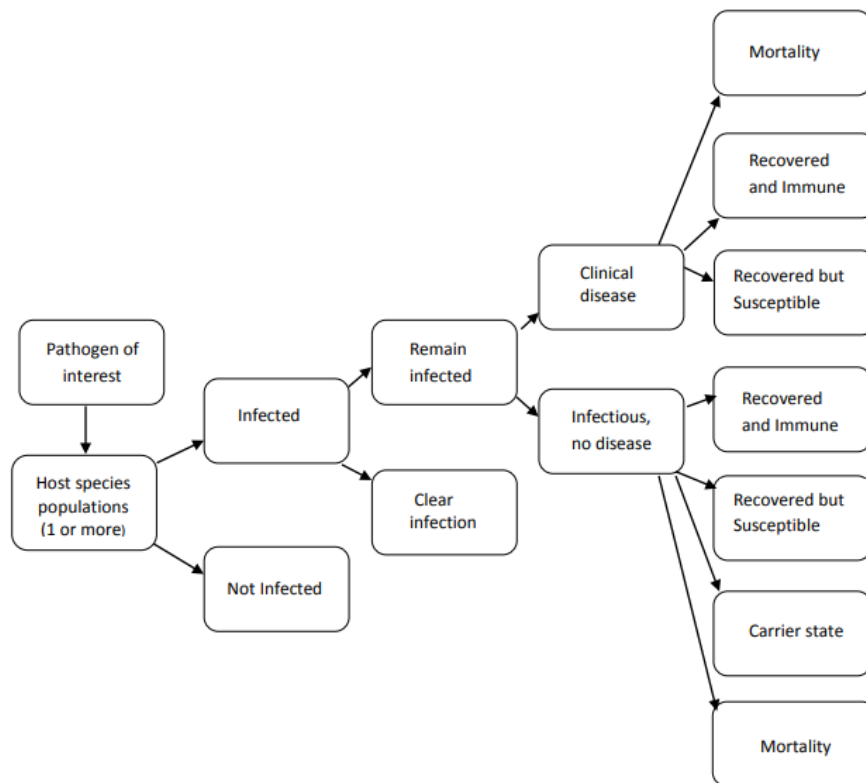 Mortality
Recovered
and Immune
Clinical
disease
Recovered but
Susceptible
Pathogen of
interest
Remain
infected
Infected
Infectious,
no disease
Recovered
and Immune
Host species
populations
(1 or more)
Clear
infection
Recovered but
Susceptible
Not Infected
Carrier state
Mortality